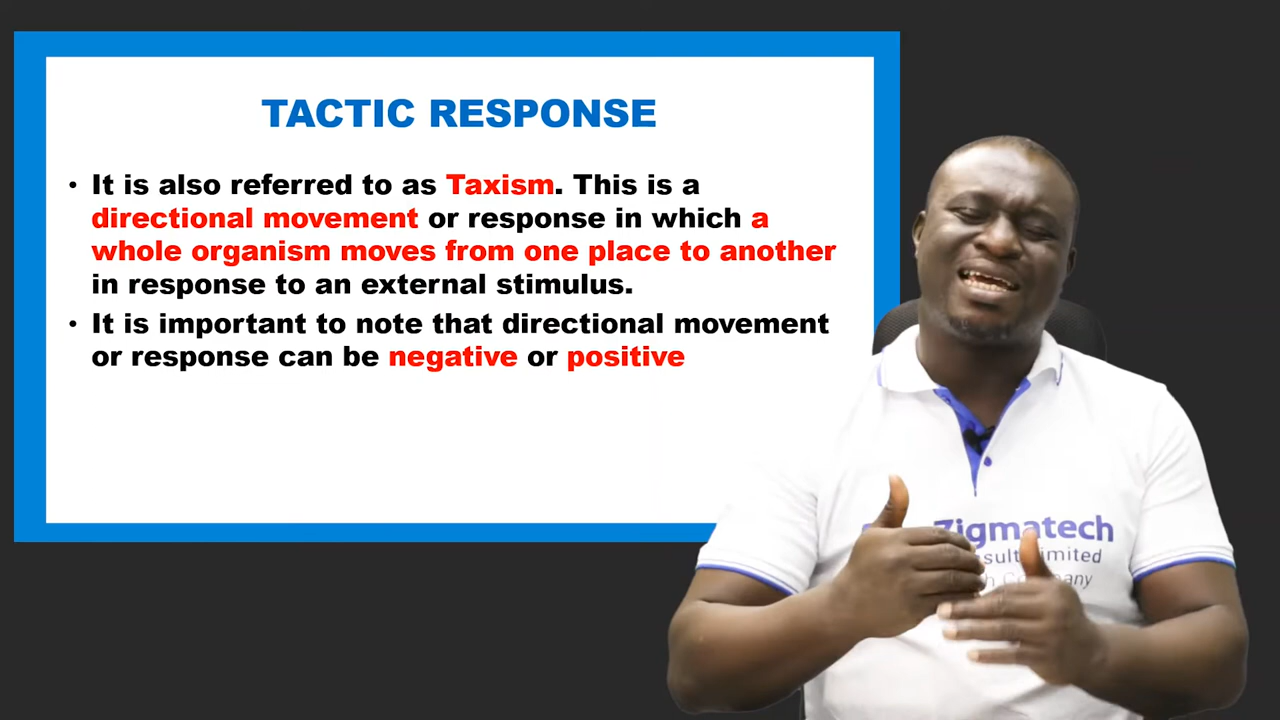 TACTIC RESPONSE
• It is also referred to as Taxism. This is a
directional movement or response in which a
whole organism moves from one place to another
in response to an external stimulus.
• It is important to note that directional movement
or response can be negative or positive
Zigmatech